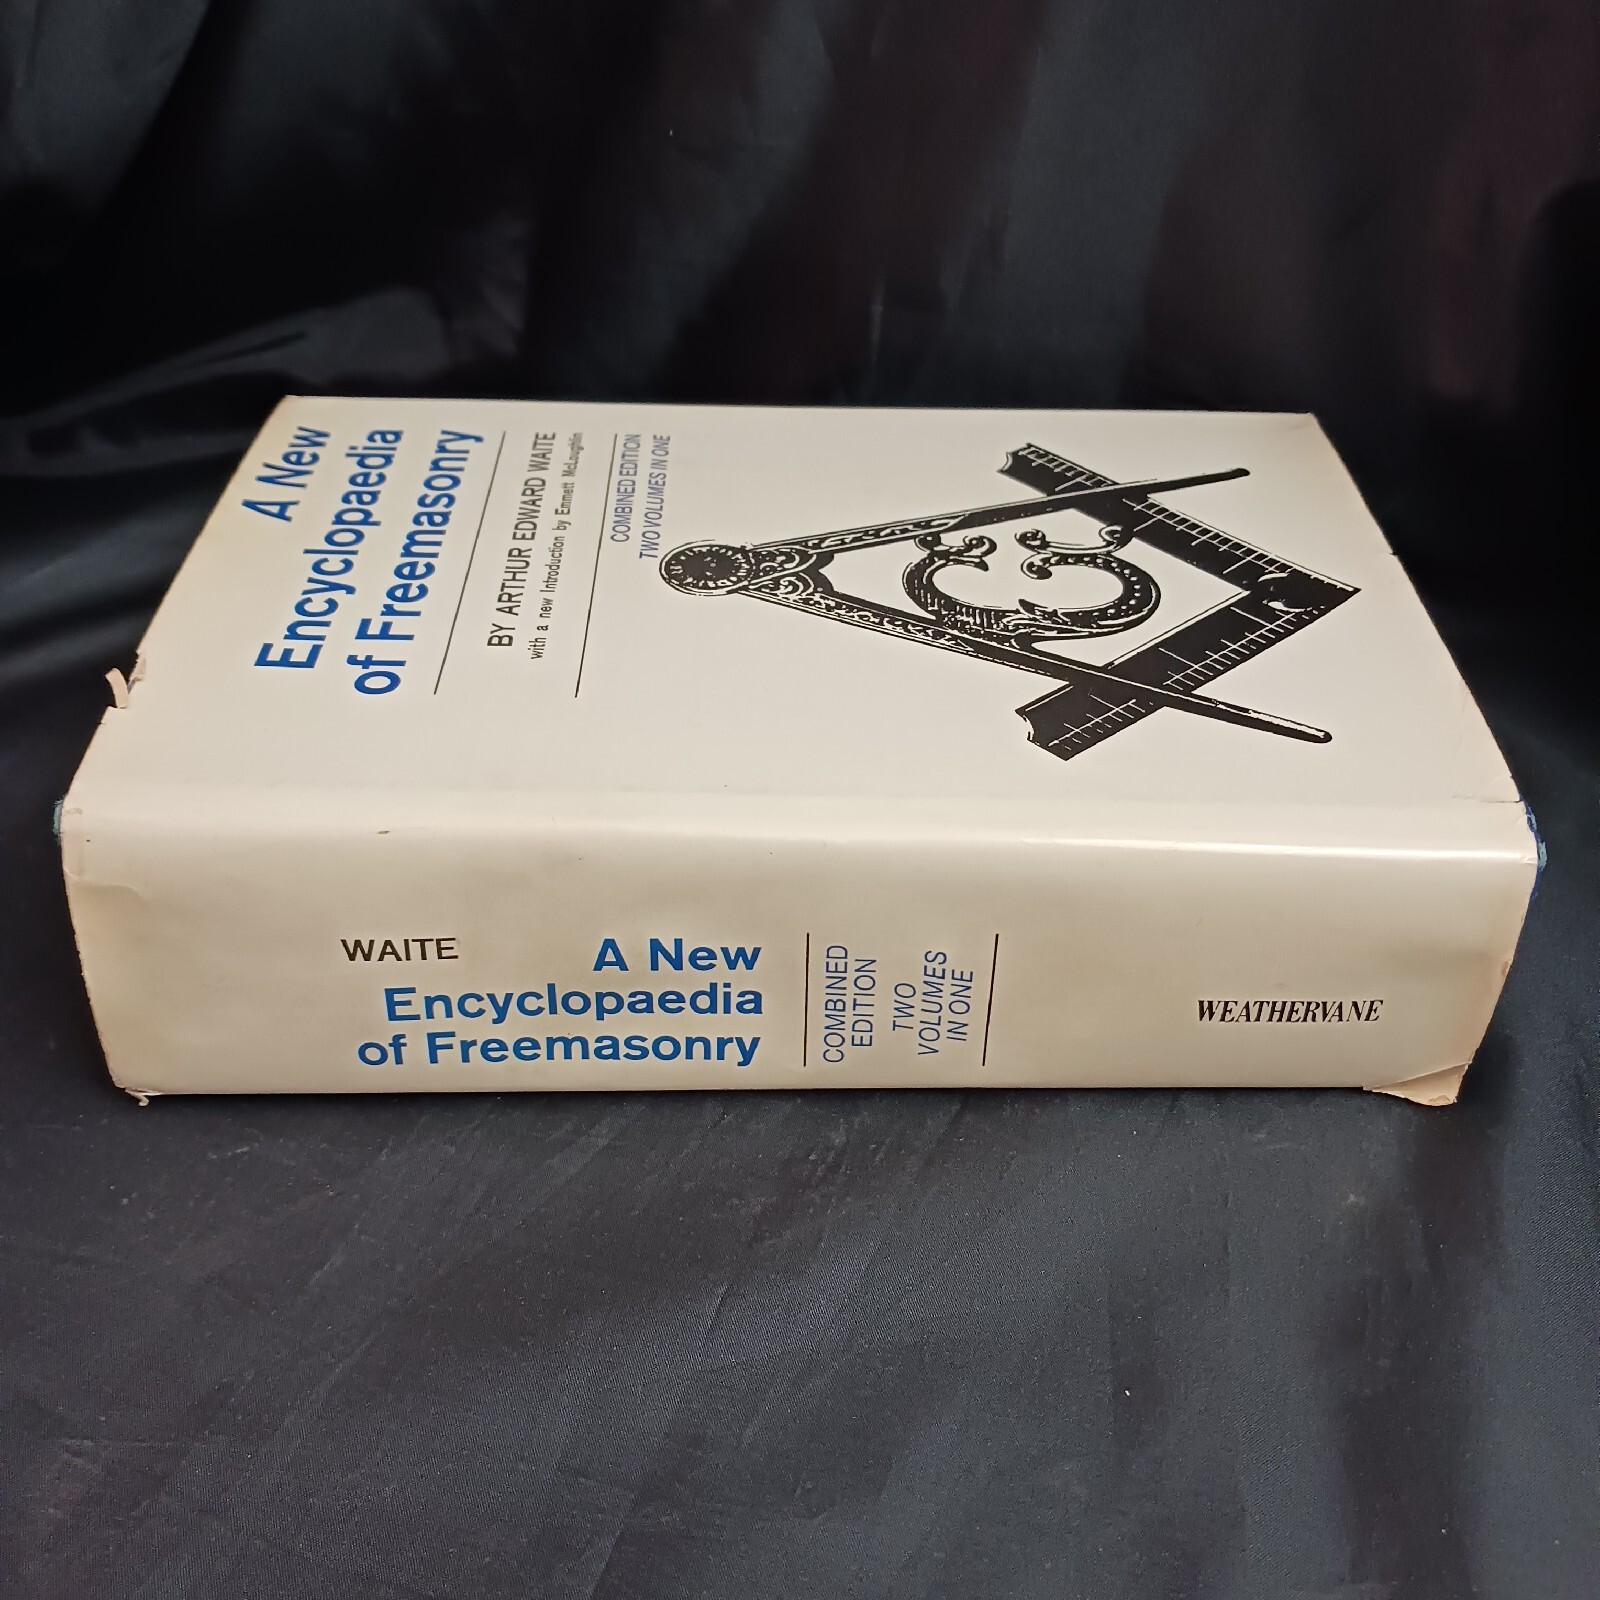 A New
Encyclopaedia
of Freemasonry
BY ARTHUR EDWARD WAITE
with a new Introduction by Emmett McLoughlin
COMBINED EDITION
TWO VOLUMES IN ONE
G
WAITE
A New
Encyclopaedia
of Freemasonry
COMBINED
EDITION
TWO
VOLUMES
IN ONE
WEATHERVANE